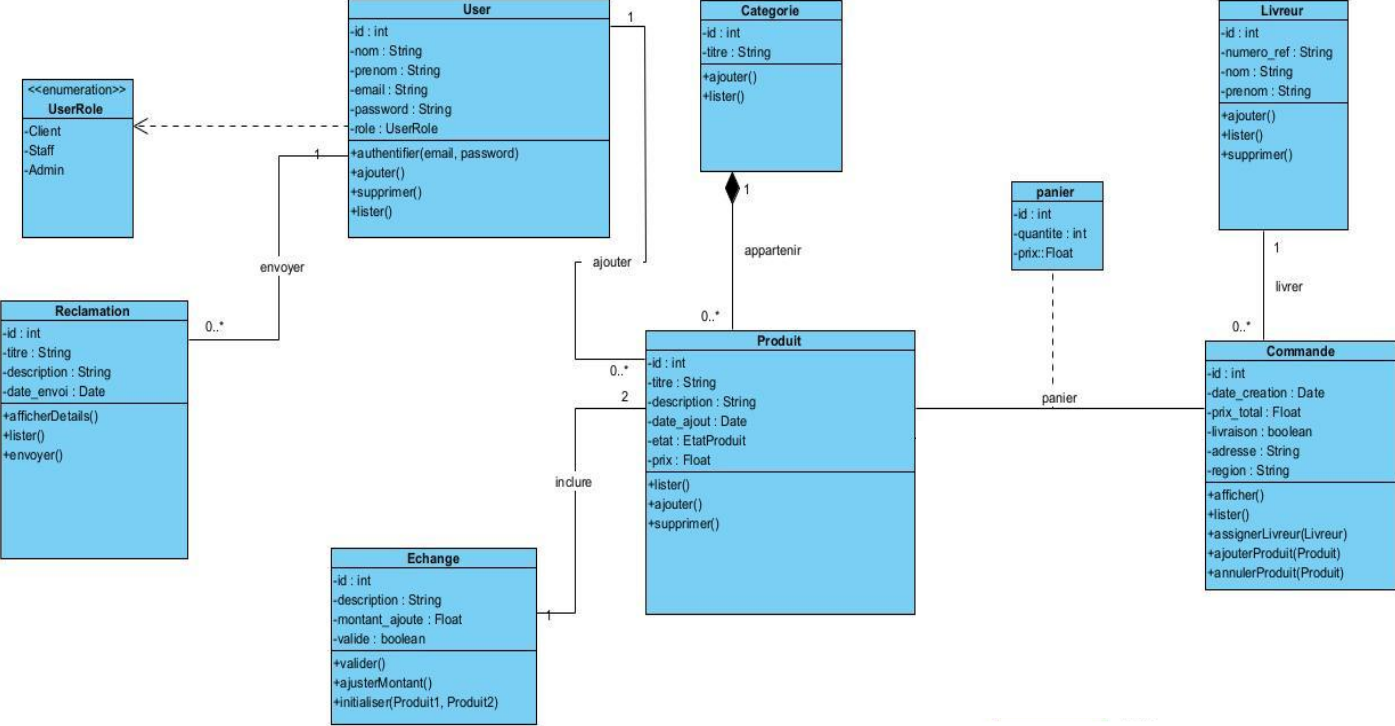 User
-id : int
-nom : String
-prenom : String
-email : String
-password : String
-role : UserRole
+authentifier(email, password)
+ajouter()
+supprimer()
+lister()
1
1
<<enumeration>>
UserRole
-Client
-Staff
-Admin
envoyer
0..*
Reclamation
-id : int
-titre : String
-description : String
-date_envoi : Date
+afficherDetails()
+lister()
+envoyer()
ajouter
0..*
Categorie
-id : int
-titre : String
+ajouter()
+lister()
1
appartenir
0..*
Produit
-id : int
-titre : String
-description : String
-date_ajout : Date
-etat : EtatProduit
-prix : Float
+lister()
+ajouter()
+supprimer()
2
inclure
1
Echange
-id : int
-description : String
-montant_ajoute : Float
-valide : boolean
+valider()
+ajusterMontant()
+initialiser(Produit1, Produit2)
panier
-id : int
-quantite : int
-prix::Float
panier
Livreur
-id : int
-numero_ref : String
-nom : String
-prenom : String
+ajouter()
+lister()
+supprimer()
1
livrer
0..*
Commande
-id : int
-date_creation : Date
-prix_total : Float
-livraison : boolean
-adresse : String
-region : String
+afficher()
+lister()
+assignerLivreur(Livreur)
+ajouterProduit(Produit)
+annulerProduit(Produit)